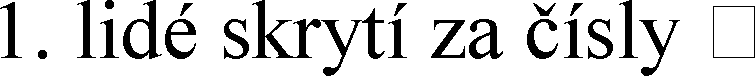 1. lidé skrytí za čísly □